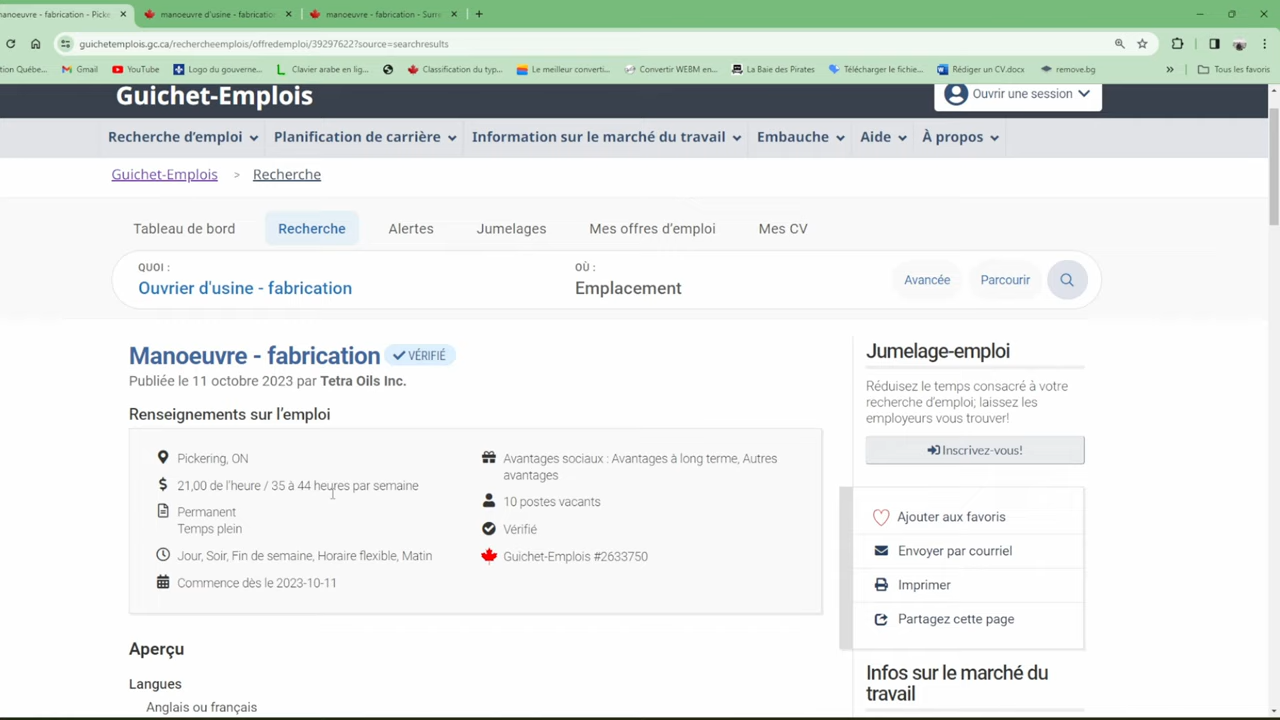 manoeuvre - fabrication - Picke
manoeuvre d'usine - fabrication
manoeuvre - fabrication - Surre
guichetemplois.gc.ca/rechercheemplois/offredemploi/39297622?source=searchresults
tion Québe...
Gmail
YouTube
Logo du gouverne...
Clavier arabe en lig...
Classification du typ...
Le meilleur converti...
Convertir WEBM en...
La Baie des Pirates
Télécharger le fichie...
Rédiger un CV.docx
remove.bg
»
Tous les favoris
Guichet-Emplois
Ouvrir une session
Recherche d'emploi
Planification de carrière
Information sur le marché du travail
Embauche
Aide
À propos
Guichet-Emplois > Recherche
Tableau de bord
Recherche
Alertes
Jumelages
Mes offres d'emploi
Mes CV
QUOI :
Ouvrier d'usine - fabrication
OÙ :
Emplacement
Avancée
Parcourir
Manoeuvre - fabrication VÉRIFIÉ
Publiée le 11 octobre 2023 par Tetra Oils Inc.
Renseignements sur l'emploi
Pickering, ON
21,00 de l'heure / 35 à 44 heures par semaine
Permanent
Temps plein
Jour, Soir, Fin de semaine, Horaire flexible, Matin
Commence dès le 2023-10-11
Avantages sociaux : Avantages à long terme, Autres
avantages
10 postes vacants
Vérifié
Guichet-Emplois #2633750
Aperçu
Langues
Anglais ou français
Jumelage-emploi
Réduisez le temps consacré à votre
recherche d'emploi; laissez les
employeurs vous trouver!
Inscrivez-vous!
Ajouter aux favoris
Envoyer par courriel
Imprimer
Partagez cette page
Infos sur le marché du
travail